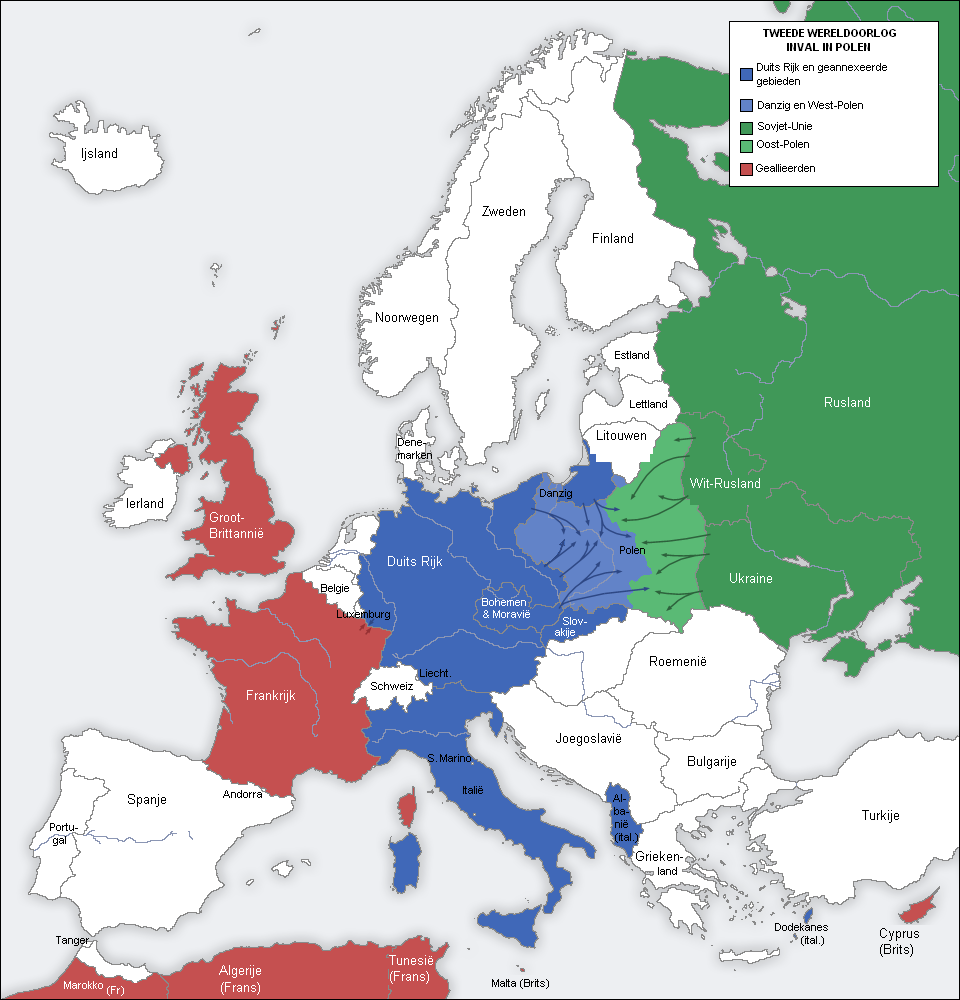 TWEEDE WERELDOORLOG
INVAL IN POLEN
Duits Rijk en geannexeerde
gebieden
Danzig en West-Polen
Sovjet-Unie
Oost-Polen
Geallieerden
Ijsland
Zweden
Finland
Noorwegen
Estland
Lettland
Litouwen
Rusland
Dene-
marken
Wit-Rusland
Ierland
Groot-
Brittannië
Danzig
Polen
Duits Rijk
Oekraine
Belgie
Bohemen
& Moravië
Luxemburg
Slov-
akije
Roemenië
Liecht.
Schweiz
Frankrijk
Joegoslavië
S. Marino
Bulgarije
Italië
Andorra
Spanje
Al-
ba-
nië
(ital.)
Turkije
Portu-
gal
Grieken-
land
Dodekanes
(ital.)
Cyprus
(Brits)
Tanger
Marokko (Fr)
Algerije
(Frans)
Tunesië
(Frans)
Malta (Brits)